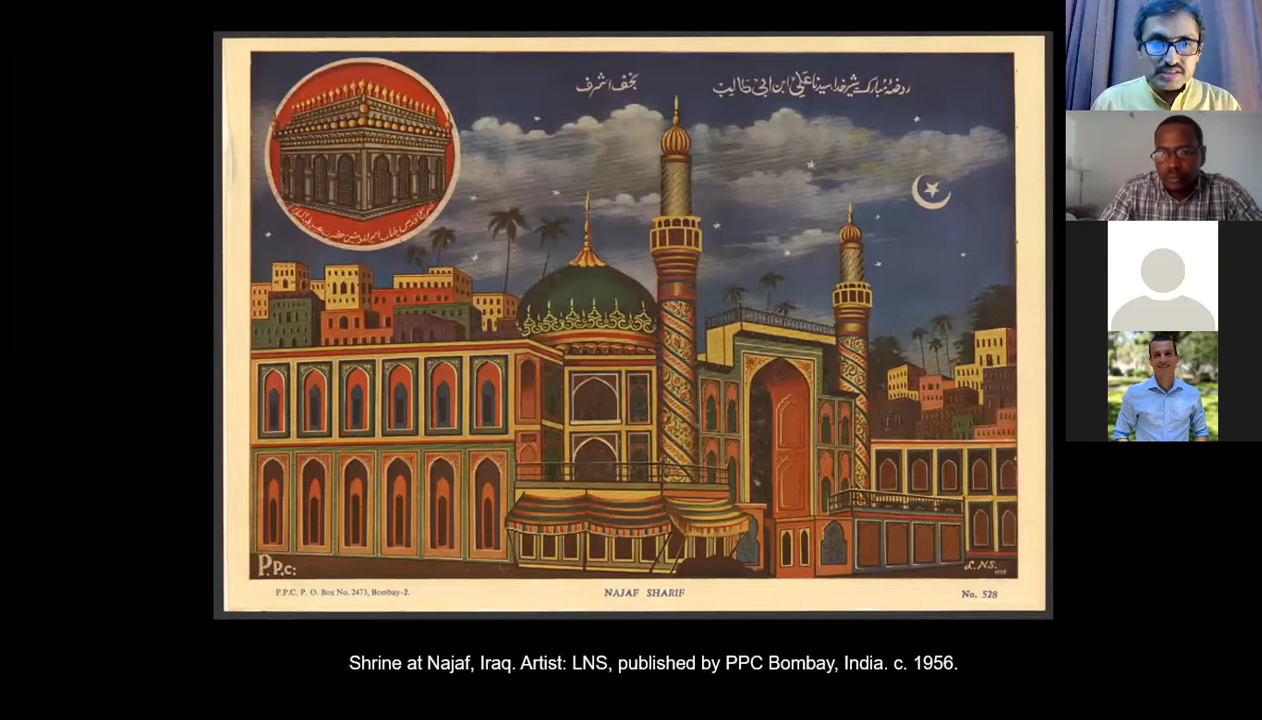 روضۂ مبارک شیر خدا سیدنا علیؑ ابن ابی طالب
نجف اشرف
P.P.C:
L.N.S.
P.P.C. P. O. Box No. 2473, Bombay-2.
NAJAF SHARIF
No. 528
Shrine at Najaf, Iraq. Artist: LNS, published by PPC Bombay, India. c. 1956.